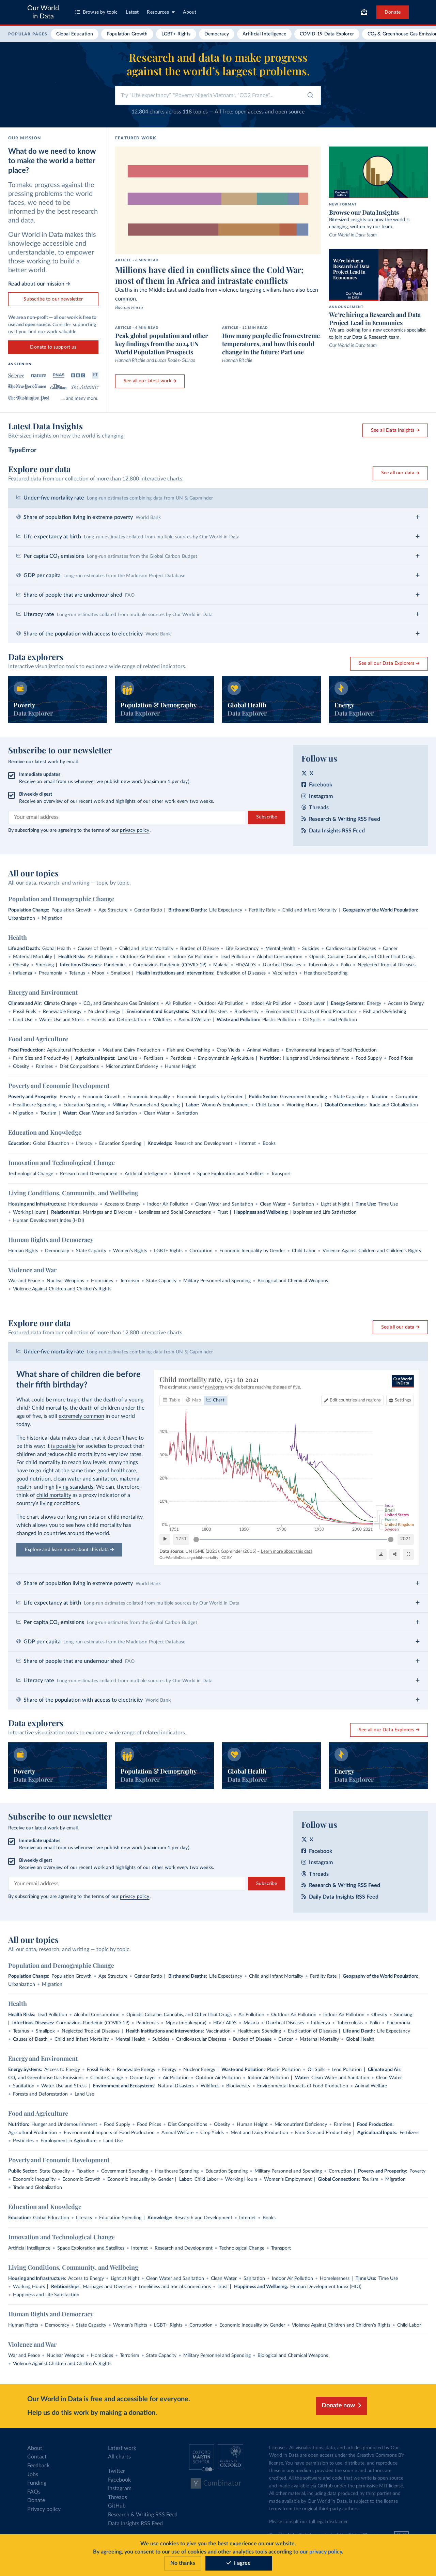 Our World
in Data
Browse by topic
Latest
Resources
About
Donate
POPULAR PAGES
Global Education
Population Growth
LGBT+ Rights
Democracy
Artificial Intelligence
COVID-19 Data Explorer
CO₂ & Greenhouse Gas Emissions
Research and data to make progress
against the world's largest problems.
Try "Life expectancy", "Poverty Nigeria Vietnam", "CO2 France"...
12,804 charts across 118 topics — All free: open access and open source
OUR MISSION
What do we need to know
to make the world a better
place?
To make progress against the
pressing problems the world
faces, we need to be
informed by the best research
and data.
Our World in Data makes this
knowledge accessible and
understandable, to empower
those working to build a
better world.
Read about our mission →
Subscribe to our newsletter
We are a non-profit — all our work is free to
use and open source. Consider supporting
us if you find our work valuable.
Donate to support us
AS SEEN ON
Science
nature
PNAS
BBC
FT
The New York Times
The Atlantic
The Washington Post
... and many more.
FEATURED WORK
ARTICLE · 6 MIN READ
Millions have died in conflicts since the Cold War;
most of them in Africa and intrastate conflicts
Deaths in the Middle East and deaths from violence targeting civilians have also been
common.
Bastian Herre
ARTICLE · 4 MIN READ
Peak global population and other
key findings from the 2024 UN
World Population Prospects
Hannah Ritchie and Lucas Rodés-Guirao
ARTICLE · 12 MIN READ
How many people die from extreme
temperatures, and how this could
change in the future: Part one
Hannah Ritchie
See all our latest work →
NEW FORMAT
Browse our Data Insights
Bite-sized insights on how the world is
changing, written by our team.
Our World in Data team
We're hiring a
Research & Data
Project Lead in
Economics
Our World
in Data
ANNOUNCEMENT
We're hiring a Research and Data
Project Lead in Economics
We are looking for a new economics specialist
to join our Data & Research team.
Our World in Data team
Latest Data Insights
Bite-sized insights on how the world is changing.
See all Data Insights →
TypeError
Explore our data
Featured data from our collection of more than 12,800 interactive charts.
See all our data →
Under-five mortality rate Long-run estimates combining data from UN & Gapminder
Share of population living in extreme poverty World Bank
Life expectancy at birth Long-run estimates collated from multiple sources by Our World in Data
Per capita CO₂ emissions Long-run estimates from the Global Carbon Budget
GDP per capita Long-run estimates from the Maddison Project Database
Share of people that are undernourished FAO
Literacy rate Long-run estimates collated from multiple sources by Our World in Data
Share of the population with access to electricity World Bank
Data explorers
Interactive visualization tools to explore a wide range of related indicators.
See all our Data Explorers →
Poverty
Data Explorer
Population & Demography
Data Explorer
Global Health
Data Explorer
Energy
Data Explorer
Subscribe to our newsletter
Receive our latest work by email.
Immediate updates
Receive an email from us whenever we publish new work (maximum 1 per day).
Biweekly digest
Receive an overview of our recent work and highlights of our other work every two weeks.
Your email address
Subscribe
By subscribing you are agreeing to the terms of our privacy policy.
Follow us
X
Facebook
Instagram
Threads
Research & Writing RSS Feed
Data Insights RSS Feed
All our topics
All our data, research, and writing — topic by topic.
Population and Demographic Change
Population Change: Population Growth • Age Structure • Gender Ratio | Births and Deaths: Life Expectancy • Fertility Rate • Child and Infant Mortality | Geography of the World Population:
Urbanization • Migration
Health
Life and Death: Global Health • Causes of Death • Child and Infant Mortality • Burden of Disease • Life Expectancy • Mental Health • Suicides • Cardiovascular Diseases • Cancer
• Maternal Mortality | Health Risks: Air Pollution • Outdoor Air Pollution • Indoor Air Pollution • Lead Pollution • Alcohol Consumption • Opioids, Cocaine, Cannabis, and Other Illicit Drugs
• Obesity • Smoking | Infectious Diseases: Pandemics • Coronavirus Pandemic (COVID-19) • Malaria • HIV/AIDS • Diarrheal Diseases • Tuberculosis • Polio • Neglected Tropical Diseases
• Influenza • Pneumonia • Tetanus • Mpox • Smallpox | Health Institutions and Interventions: Eradication of Diseases • Vaccination • Healthcare Spending
Energy and Environment
Climate and Air: Climate Change • CO₂ and Greenhouse Gas Emissions • Air Pollution • Outdoor Air Pollution • Indoor Air Pollution • Ozone Layer | Energy Systems: Energy • Access to Energy
• Fossil Fuels • Renewable Energy • Nuclear Energy | Environment and Ecosystems: Natural Disasters • Biodiversity • Environmental Impacts of Food Production • Fish and Overfishing
• Land Use • Water Use and Stress • Forests and Deforestation • Wildfires • Animal Welfare | Waste and Pollution: Plastic Pollution • Oil Spills • Lead Pollution
Food and Agriculture
Food Production: Agricultural Production • Meat and Dairy Production • Fish and Overfishing • Crop Yields • Animal Welfare • Environmental Impacts of Food Production
• Farm Size and Productivity | Agricultural Inputs: Land Use • Fertilizers • Pesticides • Employment in Agriculture | Nutrition: Hunger and Undernourishment • Food Supply • Food Prices
• Obesity • Famines • Diet Compositions • Micronutrient Deficiency • Human Height
Poverty and Economic Development
Poverty and Prosperity: Poverty • Economic Growth • Economic Inequality • Economic Inequality by Gender | Public Sector: Government Spending • State Capacity • Taxation • Corruption
• Healthcare Spending • Education Spending • Military Personnel and Spending | Labor: Women's Employment • Child Labor • Working Hours | Global Connections: Trade and Globalization
• Migration • Tourism | Water: Clean Water and Sanitation • Clean Water • Sanitation
Education and Knowledge
Education: Global Education • Literacy • Education Spending | Knowledge: Research and Development • Internet • Books
Innovation and Technological Change
Technological Change • Research and Development • Artificial Intelligence • Internet • Space Exploration and Satellites • Transport
Living Conditions, Community, and Wellbeing
Housing and Infrastructure: Homelessness • Access to Energy • Indoor Air Pollution • Clean Water and Sanitation • Clean Water • Sanitation • Light at Night | Time Use: Time Use
• Working Hours | Relationships: Marriages and Divorces • Loneliness and Social Connections • Trust | Happiness and Wellbeing: Happiness and Life Satisfaction
• Human Development Index (HDI)
Human Rights and Democracy
Human Rights • Democracy • State Capacity • Women's Rights • LGBT+ Rights • Corruption • Economic Inequality by Gender • Child Labor • Violence Against Children and Children's Rights
Violence and War
War and Peace • Nuclear Weapons • Homicides • Terrorism • State Capacity • Military Personnel and Spending • Biological and Chemical Weapons
• Violence Against Children and Children's Rights
Explore our data
Featured data from our collection of more than 12,800 interactive charts.
See all our data →
Under-five mortality rate Long-run estimates combining data from UN & Gapminder
What share of children die before
their fifth birthday?
What could be more tragic than the death of a young
child? Child mortality, the death of children under the
age of five, is still extremely common in our world
today.
The historical data makes clear that it doesn't have to
be this way: it is possible for societies to protect their
children and reduce child mortality to very low rates.
For child mortality to reach low levels, many things
have to go right at the same time: good healthcare,
good nutrition, clean water and sanitation, maternal
health, and high living standards. We can, therefore,
think of child mortality as a proxy indicator of a
country's living conditions.
The chart shows our long-run data on child mortality,
which allows you to see how child mortality has
changed in countries around the world.
Explore and learn more about this data →
Child mortality rate, 1751 to 2021
The estimated share of newborns who die before reaching the age of five.
Our World
in Data
Table
Map
Chart
Edit countries and regions
Settings
40%
30%
20%
10%
0%
1751
1800
1850
1900
1950
2000 2021
India
Brazil
United States
France
United Kingdom
Sweden
1751
2021
Data source: UN IGME (2023); Gapminder (2015) – Learn more about this data
OurWorldInData.org/child-mortality | CC BY
Share of population living in extreme poverty World Bank
Life expectancy at birth Long-run estimates collated from multiple sources by Our World in Data
Per capita CO₂ emissions Long-run estimates from the Global Carbon Budget
GDP per capita Long-run estimates from the Maddison Project Database
Share of people that are undernourished FAO
Literacy rate Long-run estimates collated from multiple sources by Our World in Data
Share of the population with access to electricity World Bank
Data explorers
Interactive visualization tools to explore a wide range of related indicators.
See all our Data Explorers →
Poverty
Data Explorer
Population & Demography
Data Explorer
Global Health
Data Explorer
Energy
Data Explorer
Subscribe to our newsletter
Receive our latest work by email.
Immediate updates
Receive an email from us whenever we publish new work (maximum 1 per day).
Biweekly digest
Receive an overview of our recent work and highlights of our other work every two weeks.
Your email address
Subscribe
By subscribing you are agreeing to the terms of our privacy policy.
Follow us
X
Facebook
Instagram
Threads
Research & Writing RSS Feed
Daily Data Insights RSS Feed
All our topics
All our data, research, and writing — topic by topic.
Population and Demographic Change
Population Change: Population Growth • Age Structure • Gender Ratio | Births and Deaths: Life Expectancy • Child and Infant Mortality • Fertility Rate | Geography of the World Population:
Urbanization • Migration
Health
Health Risks: Lead Pollution • Alcohol Consumption • Opioids, Cocaine, Cannabis, and Other Illicit Drugs • Air Pollution • Outdoor Air Pollution • Indoor Air Pollution • Obesity • Smoking
| Infectious Diseases: Coronavirus Pandemic (COVID-19) • Pandemics • Mpox (monkeypox) • HIV / AIDS • Malaria • Diarrheal Diseases • Influenza • Tuberculosis • Polio • Pneumonia
• Tetanus • Smallpox • Neglected Tropical Diseases | Health Institutions and Interventions: Vaccination • Healthcare Spending • Eradication of Diseases | Life and Death: Life Expectancy
• Causes of Death • Child and Infant Mortality • Mental Health • Suicides • Cardiovascular Diseases • Burden of Disease • Cancer • Maternal Mortality • Global Health
Energy and Environment
Energy Systems: Access to Energy • Fossil Fuels • Renewable Energy • Energy • Nuclear Energy | Waste and Pollution: Plastic Pollution • Oil Spills • Lead Pollution | Climate and Air:
CO₂ and Greenhouse Gas Emissions • Climate Change • Ozone Layer • Air Pollution • Outdoor Air Pollution • Indoor Air Pollution | Water: Clean Water and Sanitation • Clean Water
• Sanitation • Water Use and Stress | Environment and Ecosystems: Natural Disasters • Wildfires • Biodiversity • Environmental Impacts of Food Production • Animal Welfare
• Forests and Deforestation • Land Use
Food and Agriculture
Nutrition: Hunger and Undernourishment • Food Supply • Food Prices • Diet Compositions • Obesity • Human Height • Micronutrient Deficiency • Famines | Food Production:
Agricultural Production • Environmental Impacts of Food Production • Animal Welfare • Crop Yields • Meat and Dairy Production • Farm Size and Productivity | Agricultural Inputs: Fertilizers
• Pesticides • Employment in Agriculture • Land Use
Poverty and Economic Development
Public Sector: State Capacity • Taxation • Government Spending • Healthcare Spending • Education Spending • Military Personnel and Spending • Corruption | Poverty and Prosperity: Poverty
• Economic Inequality • Economic Growth • Economic Inequality by Gender | Labor: Child Labor • Working Hours • Women's Employment | Global Connections: Tourism • Migration
• Trade and Globalization
Education and Knowledge
Education: Global Education • Literacy • Education Spending | Knowledge: Research and Development • Internet • Books
Innovation and Technological Change
Artificial Intelligence • Space Exploration and Satellites • Internet • Research and Development • Technological Change • Transport
Living Conditions, Community, and Wellbeing
Housing and Infrastructure: Access to Energy • Light at Night • Clean Water and Sanitation • Clean Water • Sanitation • Indoor Air Pollution • Homelessness | Time Use: Time Use
• Working Hours | Relationships: Marriages and Divorces • Loneliness and Social Connections • Trust | Happiness and Wellbeing: Human Development Index (HDI)
• Happiness and Life Satisfaction
Human Rights and Democracy
Human Rights • Democracy • State Capacity • Women's Rights • LGBT+ Rights • Corruption • Economic Inequality by Gender • Violence Against Children and Children's Rights • Child Labor
Violence and War
War and Peace • Nuclear Weapons • Homicides • Terrorism • State Capacity • Military Personnel and Spending • Biological and Chemical Weapons
• Violence Against Children and Children's Rights
Our World in Data is free and accessible for everyone.
Help us do this work by making a donation.
Donate now
About
Contact
Feedback
Jobs
Funding
FAQs
Donate
Privacy policy
Latest work
All charts
Twitter
Facebook
Instagram
Threads
GitHub
Research & Writing RSS Feed
Data Insights RSS Feed
OXFORD
MARTIN
SCHOOL
UNIVERSITY OF
OXFORD
Y Combinator
Licenses: All visualizations, data, and articles produced by Our
World in Data are open access under the Creative Commons BY
license. You have permission to use, distribute, and reproduce
these in any medium, provided the source and authors are
credited. All the software and code that we write is open source
and made available via GitHub under the permissive MIT license.
All other material, including data produced by third parties and
made available by Our World in Data, is subject to the license
terms from the original third-party authors.
Please consult our full legal disclaimer.
We use cookies to give you the best experience on our website.
By agreeing, you consent to our use of cookies and other analytics tools according to our privacy policy.
No thanks
I agree